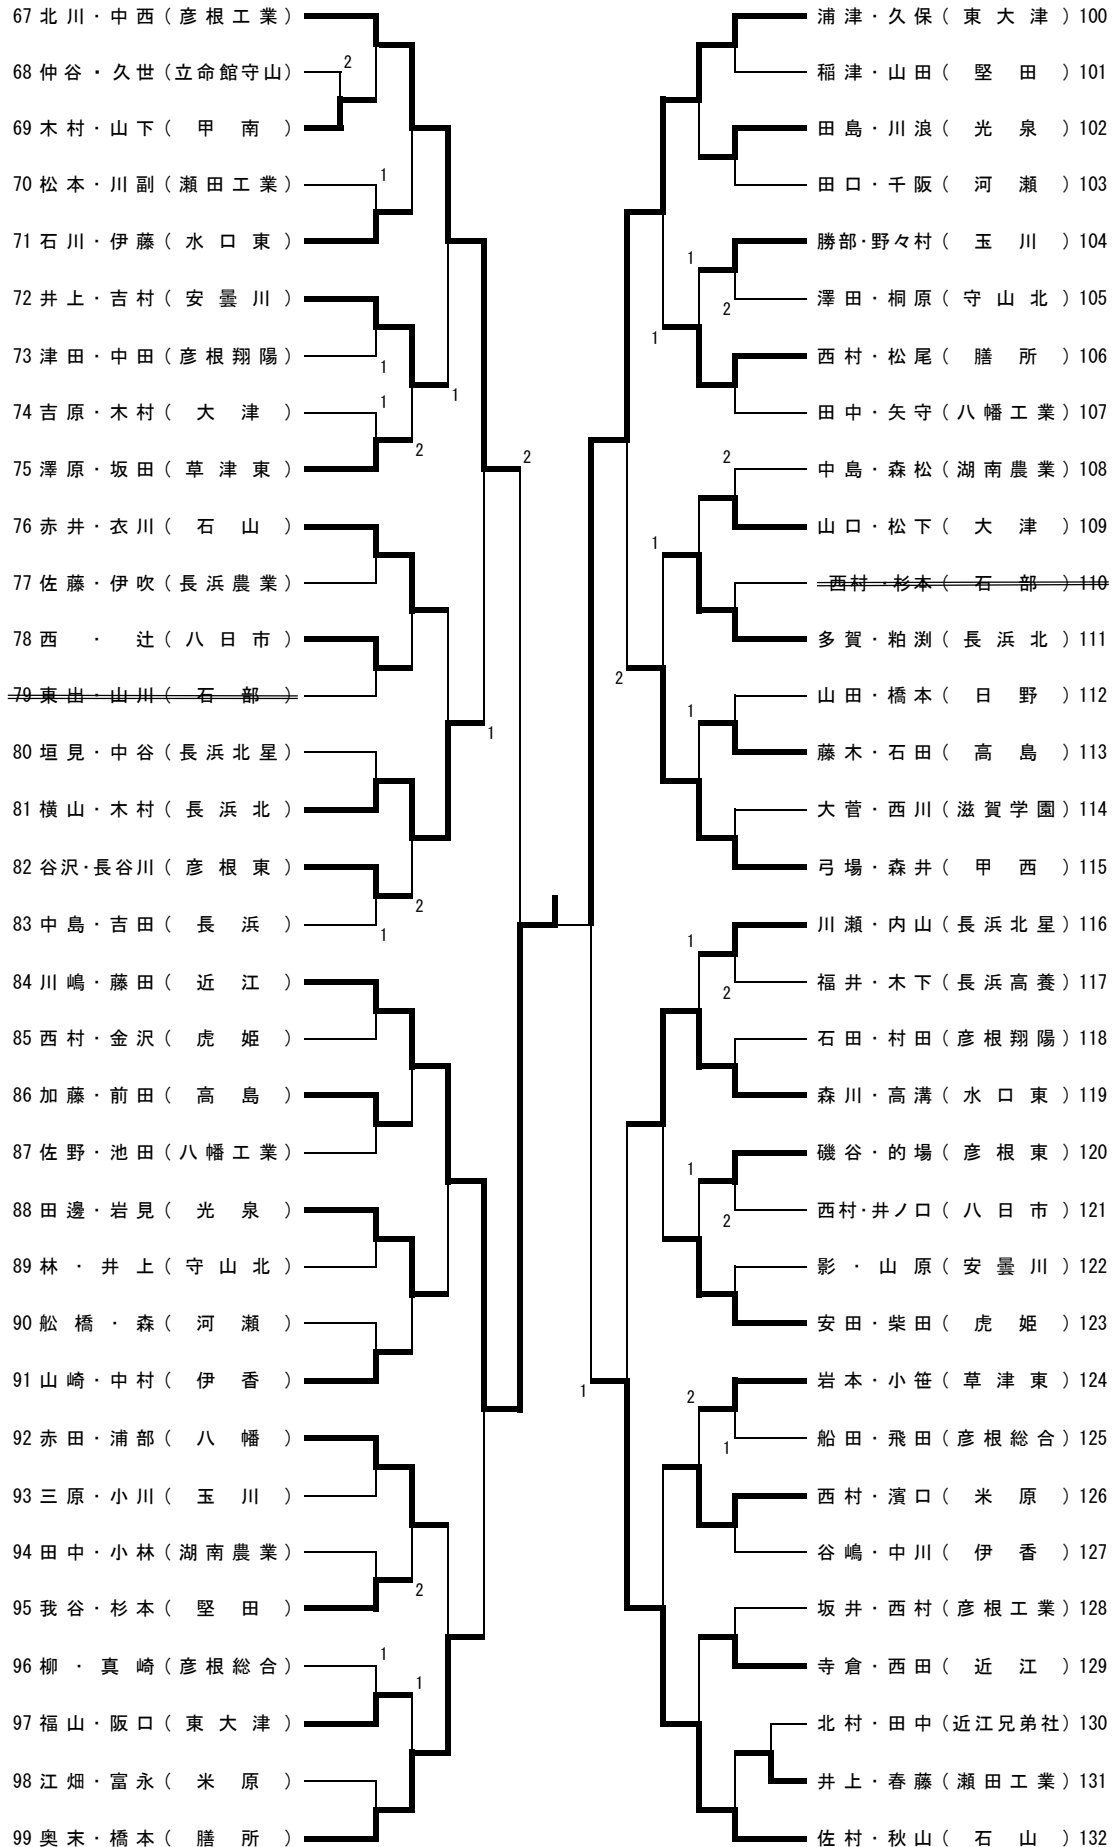 67 北川・中西（彦根工業）
68 仲谷・久世（立命館守山）
2
69 木村・山下（甲南）
70 松本・川副（瀬田工業）
1
71 石川・伊藤（水口東）
72 井上・吉村（安曇川）
73 津田・中田（彦根翔陽）
1
74 吉原・木村（大津）
1
1
75 澤原・坂田（草津東）
2
2
76 赤井・衣川（石山）
77 佐藤・伊吹（長浜農業）
78 西・辻（八日市）
79 東出・山川（石部）
80 垣見・中谷（長浜北星）
1
81 横山・木村（長浜北）
82 谷沢・長谷川（彦根東）
2
83 中島・吉田（長浜）
1
84 川嶋・藤田（近江）
85 西村・金沢（虎姫）
86 加藤・前田（高島）
87 佐野・池田（八幡工業）
88 田邊・岩見（光泉）
89 林・井上（守山北）
90 舩橋・森（河瀬）
91 山崎・中村（伊香）
92 赤田・浦部（八幡）
93 三原・小川（玉川）
94 田中・小林（湖南農業）
2
95 我谷・杉本（堅田）
96 柳・真崎（彦根総合）
1
1
97 福山・阪口（東大津）
98 江畑・富永（米原）
99 奥末・橋本（膳所）
浦津・久保（東大津）100
稲津・山田（堅田）101
田島・川浪（光泉）102
田口・千阪（河瀬）103
勝部・野々村（玉川）104
1
澤田・桐原（守山北）105
2
1
西村・松尾（膳所）106
田中・矢守（八幡工業）107
中島・森松（湖南農業）108
2
山口・松下（大津）109
1
西村・杉本（石部）110
多賀・粕渕（長浜北）111
2
山田・橋本（日野）112
1
藤木・石田（高島）113
大菅・西川（滋賀学園）114
弓場・森井（甲西）115
川瀬・内山（長浜北星）116
1
福井・木下（長浜高養）117
2
石田・村田（彦根翔陽）118
森川・高溝（水口東）119
磯谷・的場（彦根東）120
1
西村・井ノ口（八日市）121
2
影・山原（安曇川）122
安田・柴田（虎姫）123
岩本・小笹（草津東）124
1
2
船田・飛田（彦根総合）125
1
西村・濱口（米原）126
谷嶋・中川（伊香）127
坂井・西村（彦根工業）128
寺倉・西田（近江）129
北村・田中（近江兄弟社）130
井上・春藤（瀬田工業）131
佐村・秋山（石山）132